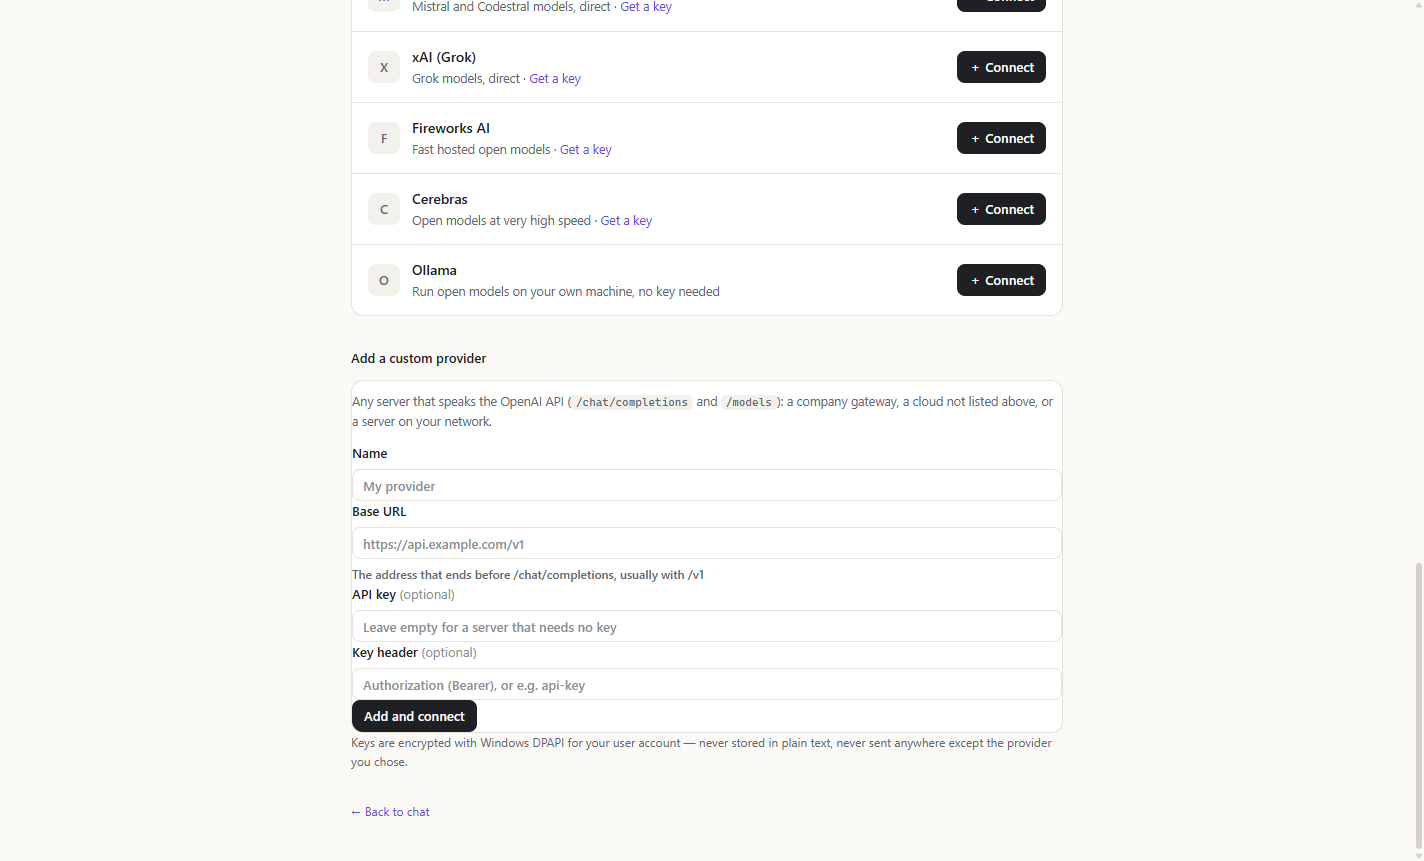 Mistral and Codestral models, direct · Get a key
X
xAI (Grok)
Grok models, direct · Get a key
+ Connect
F
Fireworks AI
Fast hosted open models · Get a key
+ Connect
C
Cerebras
Open models at very high speed · Get a key
+ Connect
O
Ollama
Run open models on your own machine, no key needed
+ Connect
Add a custom provider
Any server that speaks the OpenAI API ( /chat/completions and /models ): a company gateway, a cloud not listed above, or
a server on your network.
Name
My provider
Base URL
https://api.example.com/v1
The address that ends before /chat/completions, usually with /v1
API key (optional)
Leave empty for a server that needs no key
Key header (optional)
Authorization (Bearer), or e.g. api-key
Add and connect
Keys are encrypted with Windows DPAPI for your user account — never stored in plain text, never sent anywhere except the provider
you chose.
← Back to chat